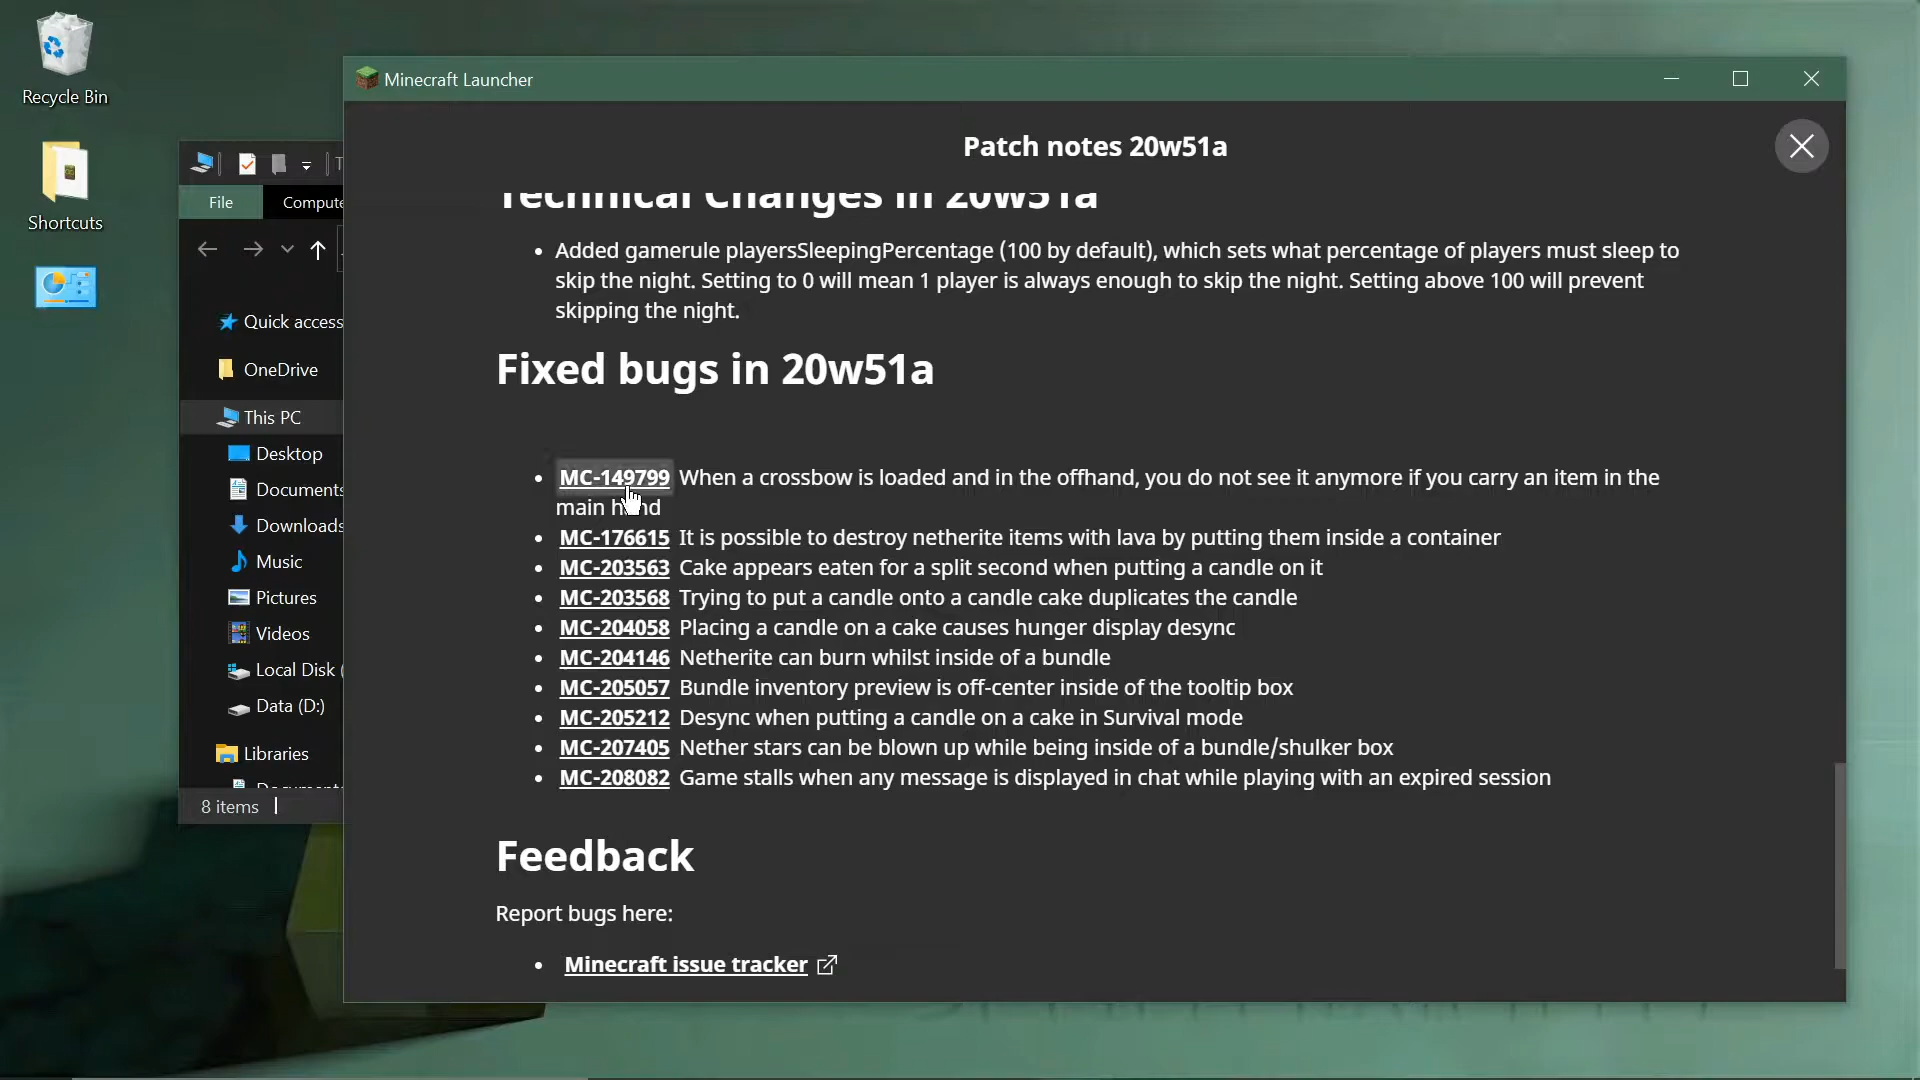 Recycle Bin
Shortcuts
Minecraft Launcher
Patch notes 20w51a
Technical Changes in 20w51a
• Added gamerule playersSleepingPercentage (100 by default), which sets what percentage of players must sleep to
skip the night. Setting to 0 will mean 1 player is always enough to skip the night. Setting above 100 will prevent
skipping the night.
Fixed bugs in 20w51a
• MC-149799 When a crossbow is loaded and in the offhand, you do not see it anymore if you carry an item in the
main hand
• MC-176615 It is possible to destroy netherite items with lava by putting them inside a container
• MC-203563 Cake appears eaten for a split second when putting a candle on it
• MC-203568 Trying to put a candle onto a candle cake duplicates the candle
• MC-204058 Placing a candle on a cake causes hunger display desync
• MC-204146 Netherite can burn whilst inside of a bundle
• MC-205057 Bundle inventory preview is off-center inside of the tooltip box
• MC-205212 Desync when putting a candle on a cake in Survival mode
• MC-207405 Nether stars can be blown up while being inside of a bundle/shulker box
• MC-208082 Game stalls when any message is displayed in chat while playing with an expired session
Feedback
Report bugs here:
• Minecraft issue tracker
T
File
Compute
Quick access
OneDrive
This PC
Desktop
Documents
Downloads
Music
Pictures
Videos
Local Disk (
Data (D:)
Libraries
Documents
8 items